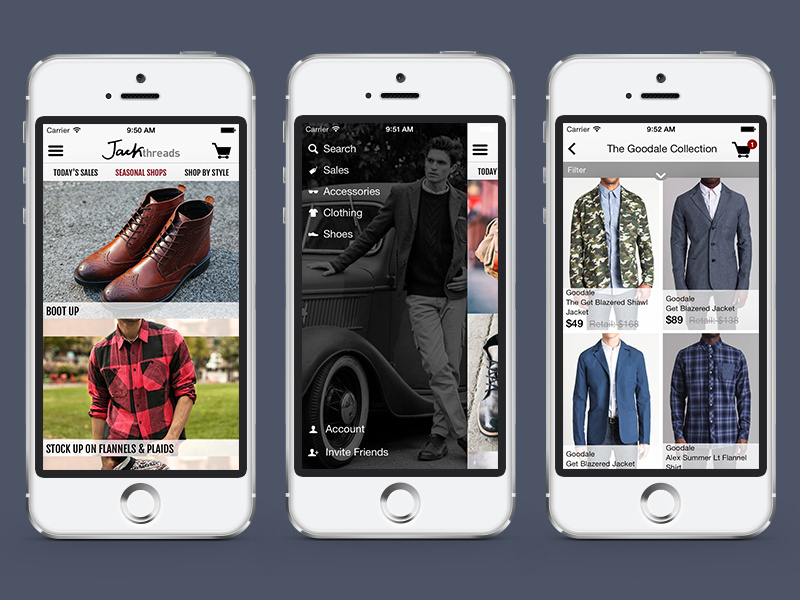 Carrier 9:50 AM
Jack threads
TODAY'S SALES SEASONAL SHOPS SHOP BY STYLE
BOOT UP
STOCK UP ON FLANNELS & PLAIDS
Carrier 9:51 AM
Search
Sales
Accessories
Clothing
Shoes
TODAY
Account
Invite Friends
Carrier 9:52 AM
The Goodale Collection 1
Filter
Goodale
The Get Blazered Shawl
Jacket
$49 Retail: $168
Goodale
Get Blazered Jacket
$89 Retail: $138
Goodale
Get Blazered Jacket
Goodale
Alex Summer Lt Flannel
Shirt